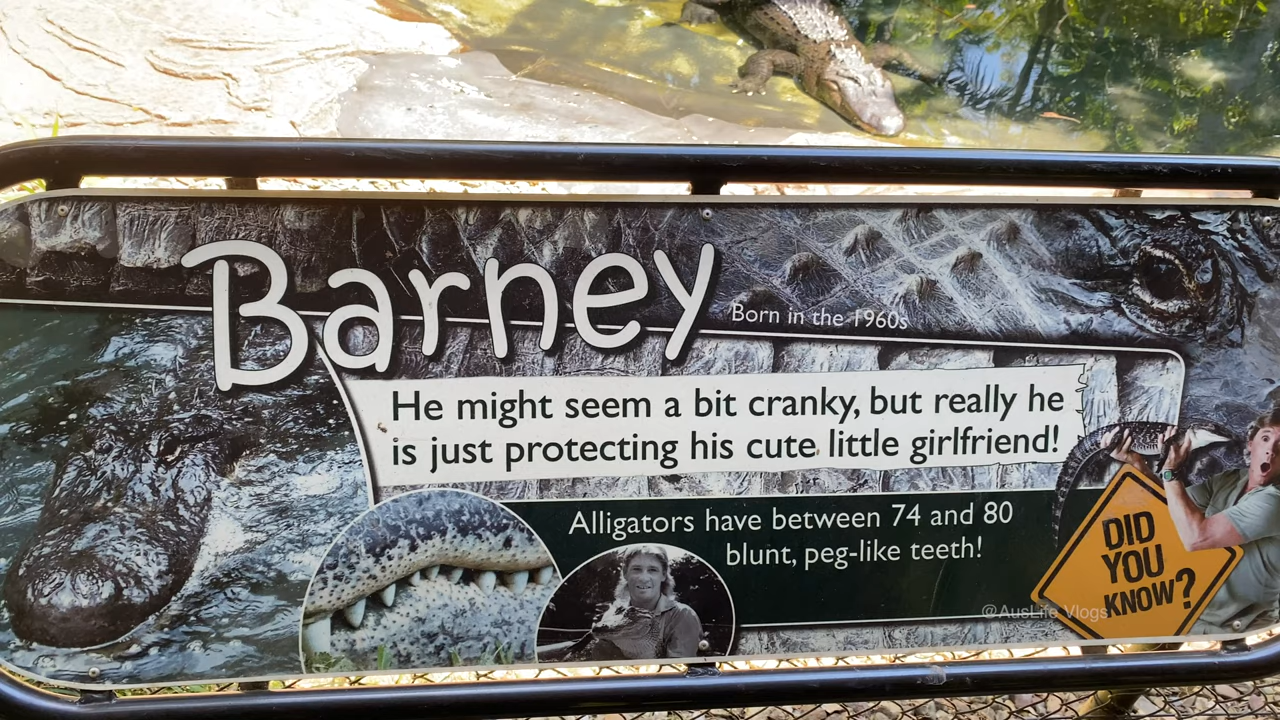 Barney
Born in the 1960s
He might seem a bit cranky, but really he
is just protecting his cute little girlfriend!
Alligators have between 74 and 80
blunt, peg-like teeth!
DID
YOU
KNOW?
@AusLife Vlogs